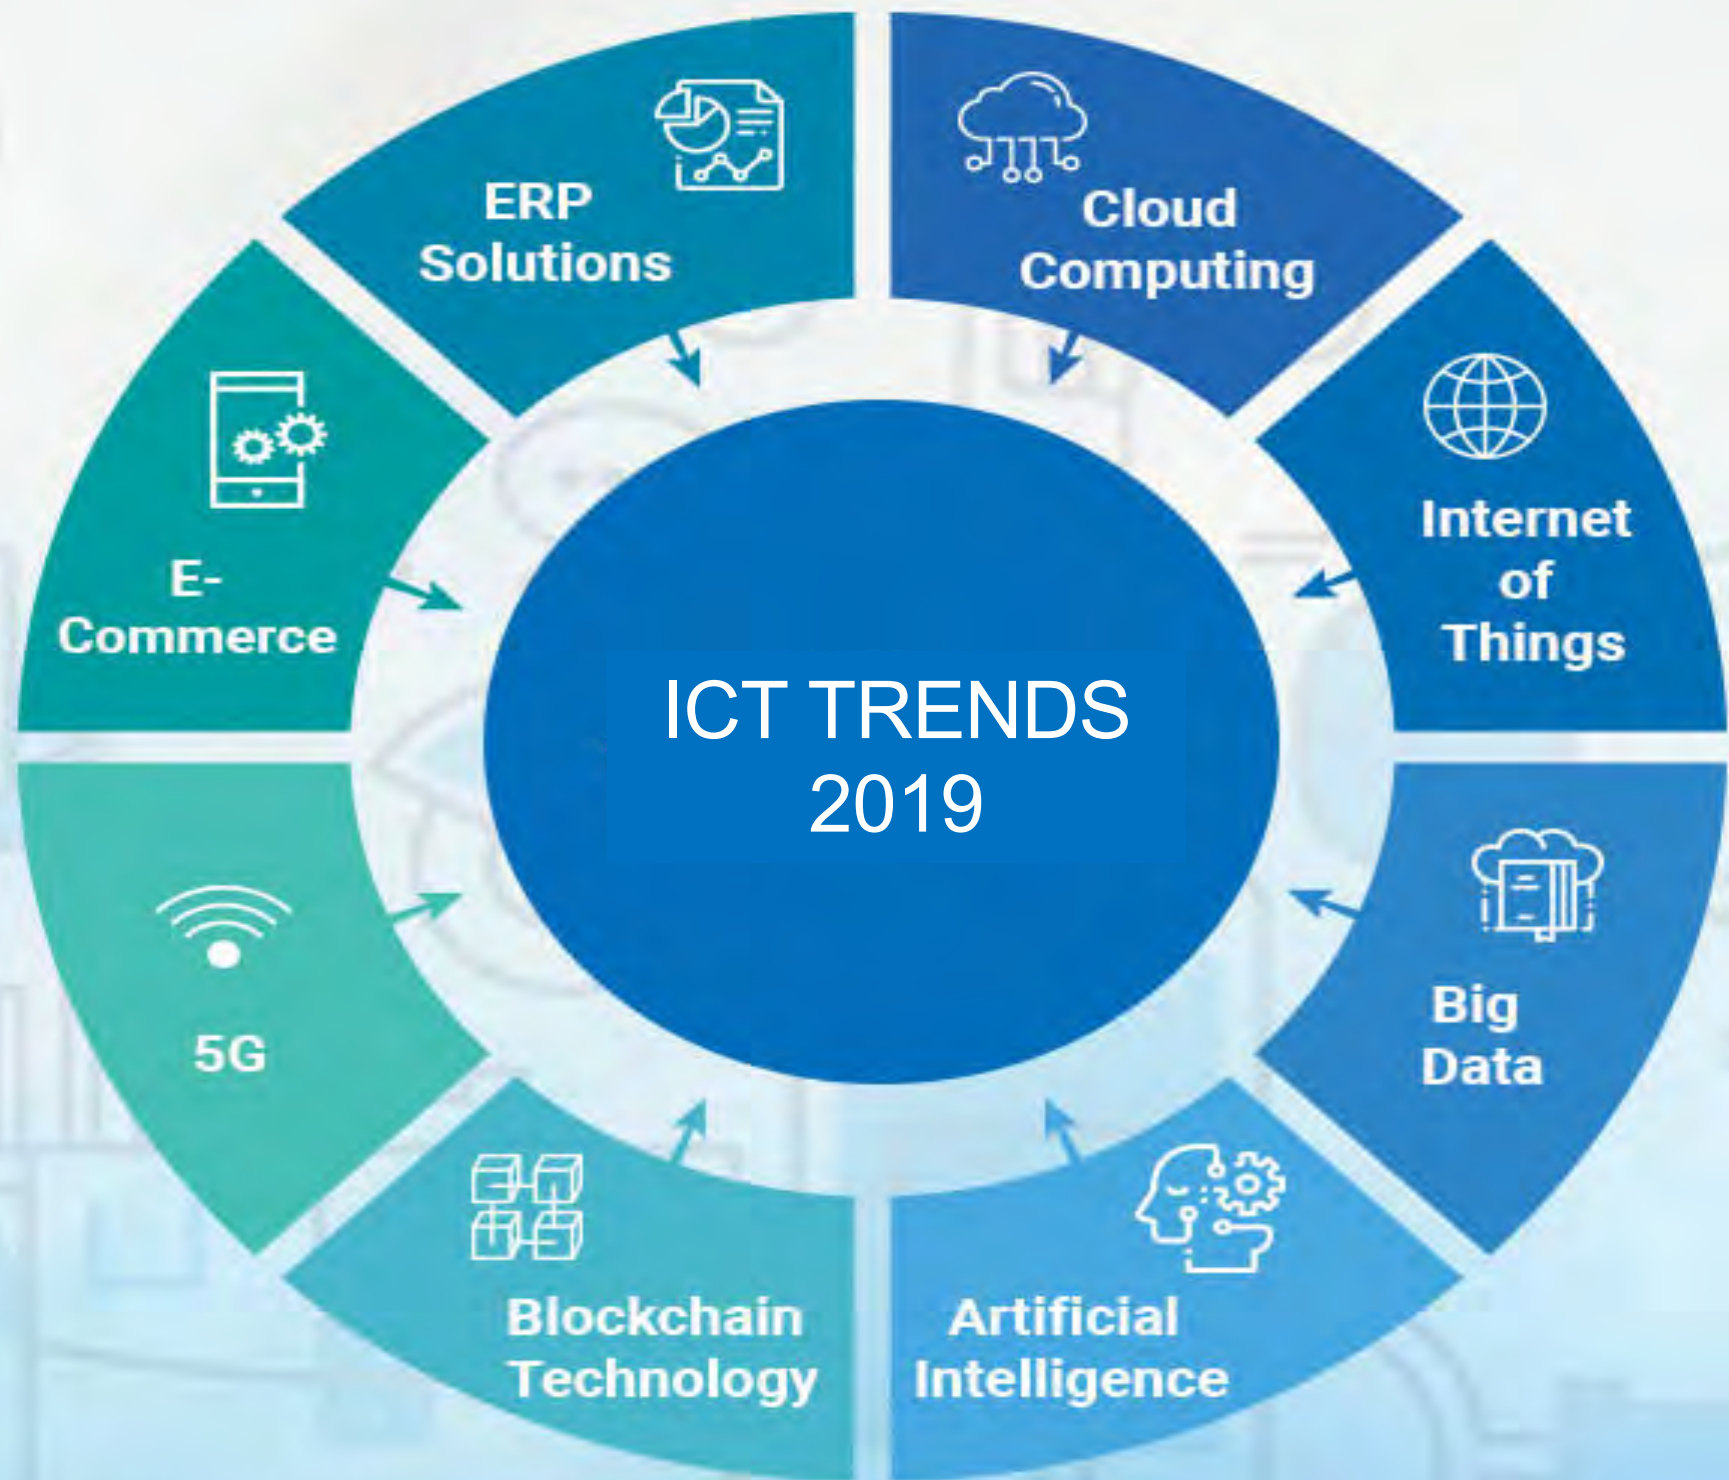 ERP
Solutions
Cloud
Computing
Internet
of
Things
Big
Data
Artificial
Intelligence
Blockchain
Technology
5G
E-
Commerce
ICT TRENDS
2019